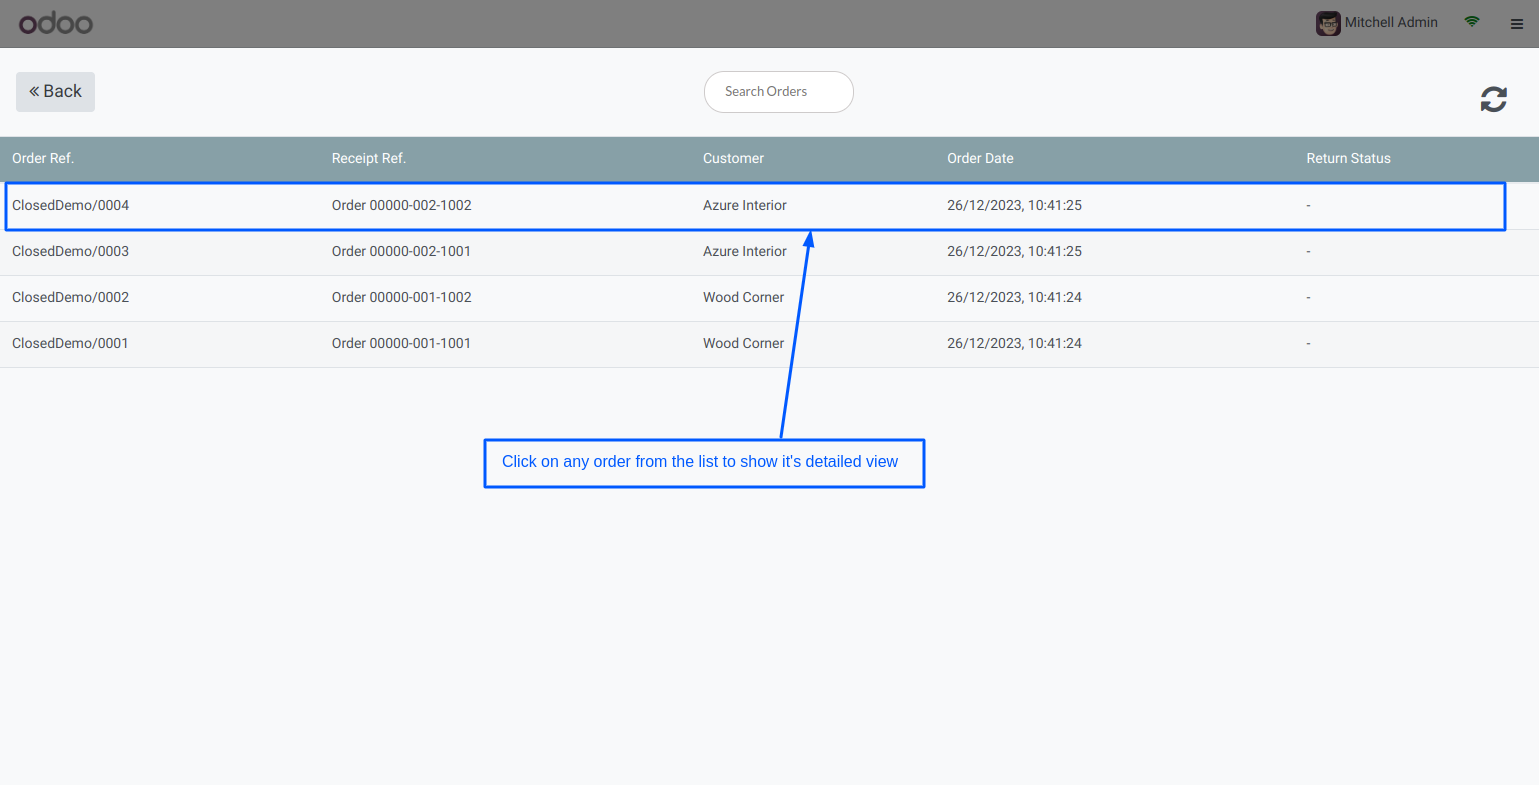 odoo Mitchell Admin
« Back Search Orders
Order Ref. Receipt Ref. Customer Order Date Return Status
ClosedDemo/0004 Order 00000-002-1002 Azure Interior 26/12/2023, 10:41:25 -
ClosedDemo/0003 Order 00000-002-1001 Azure Interior 26/12/2023, 10:41:25 -
ClosedDemo/0002 Order 00000-001-1002 Wood Corner 26/12/2023, 10:41:24 -
ClosedDemo/0001 Order 00000-001-1001 Wood Corner 26/12/2023, 10:41:24 -
Click on any order from the list to show it's detailed view